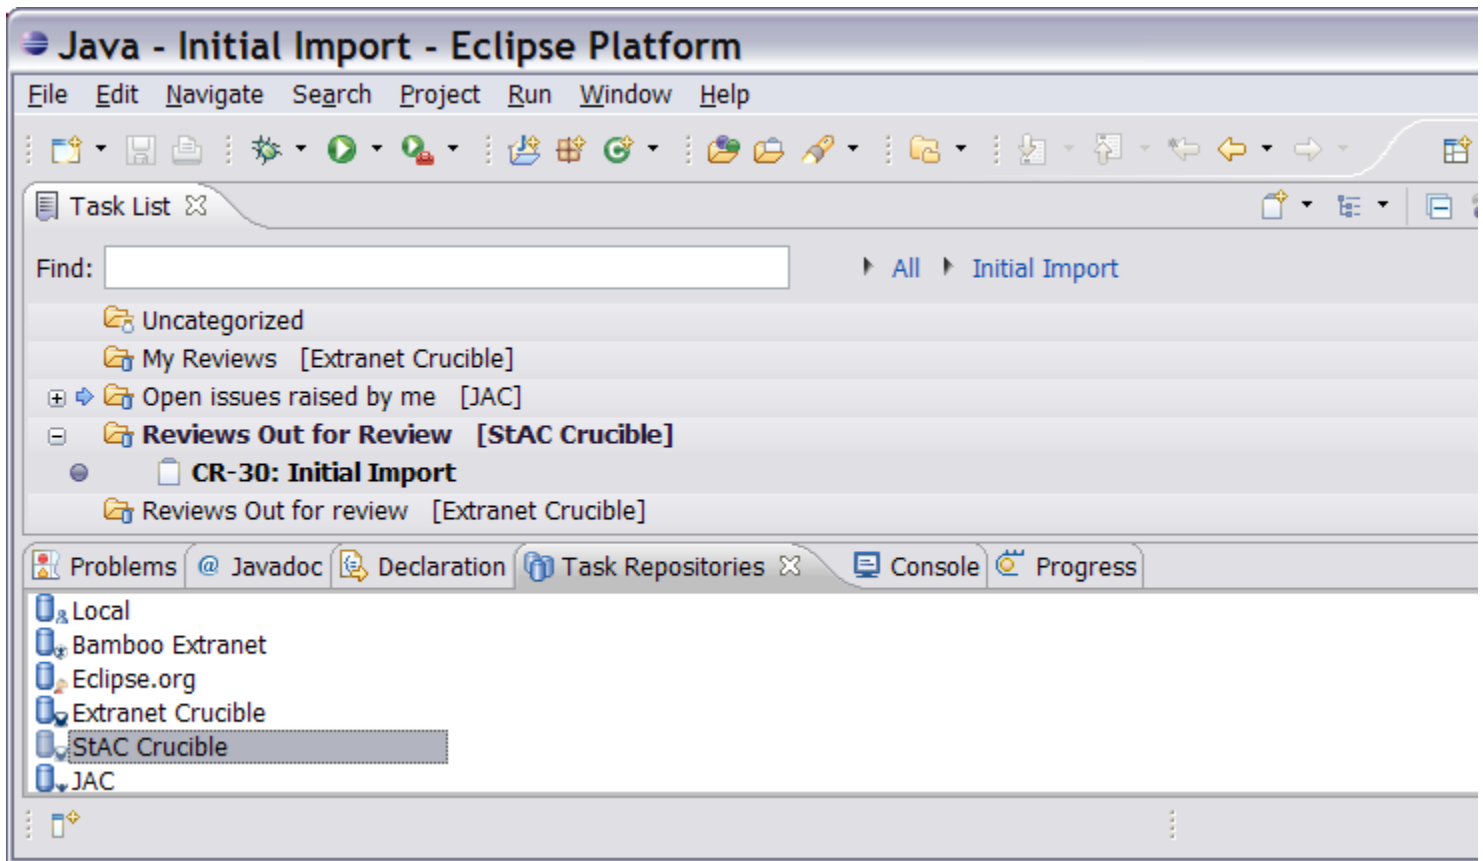 Java - Initial Import - Eclipse Platform
File Edit Navigate Search Project Run Window Help
Task List
Find: All Initial Import
Uncategorized
My Reviews [Extranet Crucible]
Open issues raised by me [JAC]
Reviews Out for Review [StAC Crucible]
CR-30: Initial Import
Reviews Out for review [Extranet Crucible]
Problems @ Javadoc Declaration Task Repositories Console Progress
Local
Bamboo Extranet
Eclipse.org
Extranet Crucible
StAC Crucible
JAC